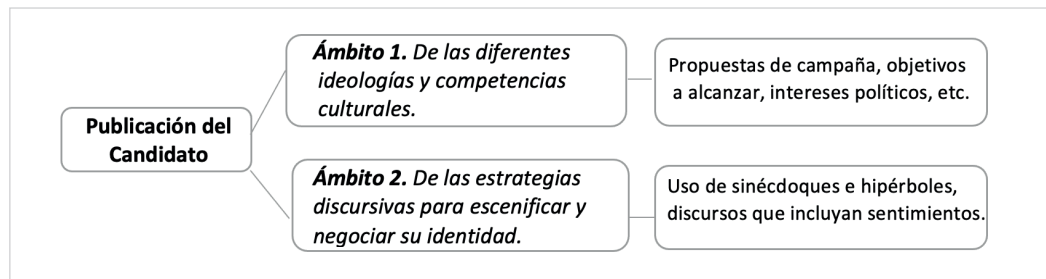 Publicación del
Candidato
Ámbito 1. De las diferentes
ideologías y competencias
culturales.
Propuestas de campaña, objetivos
a alcanzar, intereses políticos, etc.
Ámbito 2. De las estrategias
discursivas para escenificar y
negociar su identidad.
Uso de sinécdoques e hipérboles,
discursos que incluyan sentimientos.